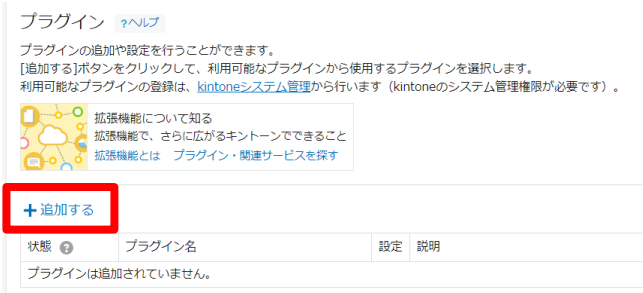 プラグイン ?ヘルプ
プラグインの追加や設定を行うことができます。
[追加する]ボタンをクリックして、利用可能なプラグインから使用するプラグインを選択します。
利用可能なプラグインの登録は、kintoneシステム管理から行います（kintoneのシステム管理権限が必要です）。
拡張機能について知る
拡張機能で、さらに広がるキントーンでできること
拡張機能とは プラグイン・関連サービスを探す
+追加する
状態 ? プラグイン名 設定 説明
プラグインは追加されていません。